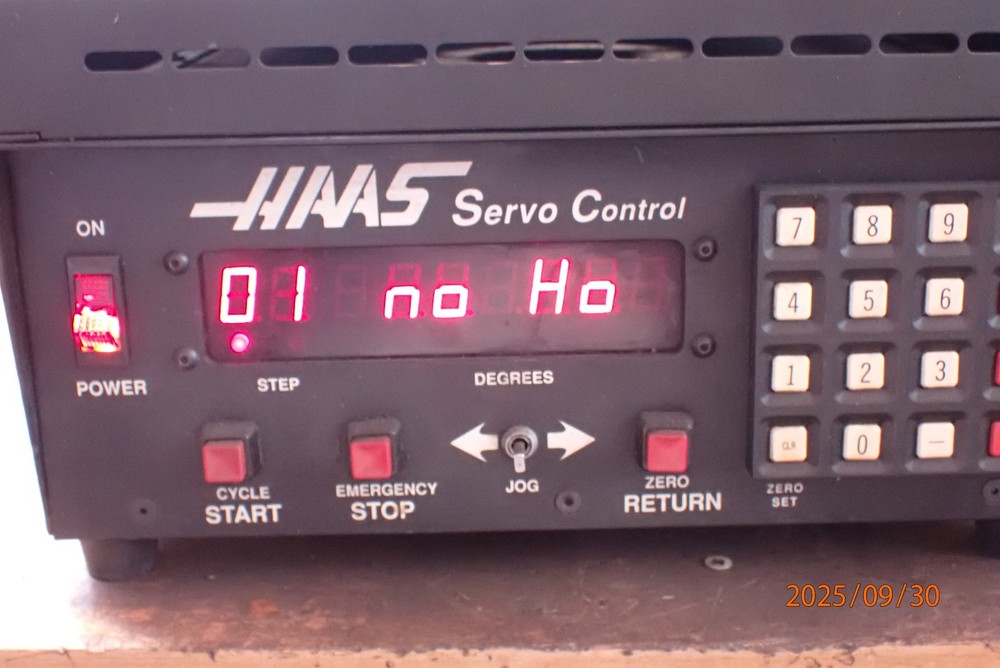 HAAS Servo Control
ON
01 no Ho
POWER
STEP
DEGREES
7 8 9
4 5 6
1 2 3
CLR 0 —
CYCLE
START
EMERGENCY
STOP
JOG
ZERO
RETURN
ZERO
SET
2025/09/30